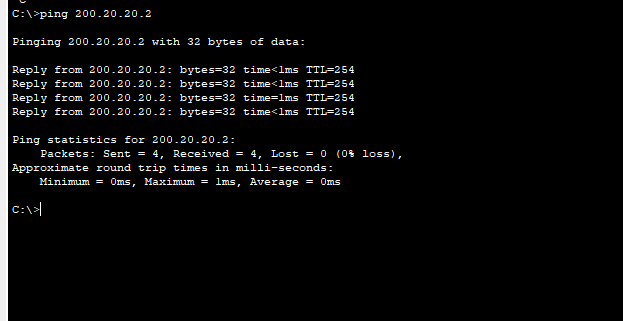 C:\>ping 200.20.20.2
Pinging 200.20.20.2 with 32 bytes of data:
Reply from 200.20.20.2: bytes=32 time<1ms TTL=254
Reply from 200.20.20.2: bytes=32 time<1ms TTL=254
Reply from 200.20.20.2: bytes=32 time=1ms TTL=254
Reply from 200.20.20.2: bytes=32 time<1ms TTL=254
Ping statistics for 200.20.20.2:
Packets: Sent = 4, Received = 4, Lost = 0 (0% loss),
Approximate round trip times in milli-seconds:
Minimum = 0ms, Maximum = 1ms, Average = 0ms
C:\>